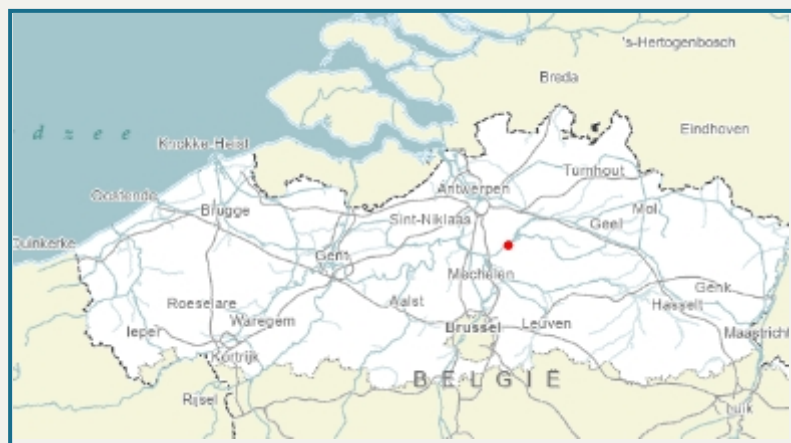 's-Hertogenbosch
Breda
Eindhoven
d z e e
Knokke-Heist
Turnhout
Antwerpen
Oostende
Mol
Brugge
Sint-Niklaas
Geel
Duinkerke
Gent
Mechelen
Genk
Roeselare
Aalst
Hasselt
Waregem
Brussel
Leuven
Ieper
Maastricht
Kortrijk
BELGIË
Rijsel
Luik